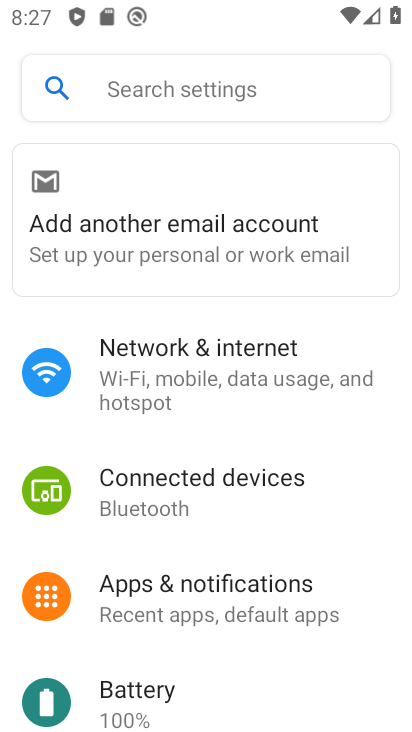 8:27
Search settings
Add another email account
Set up your personal or work email
Network & internet
Wi-Fi, mobile, data usage, and
hotspot
Connected devices
Bluetooth
Apps & notifications
Recent apps, default apps
Battery
100%